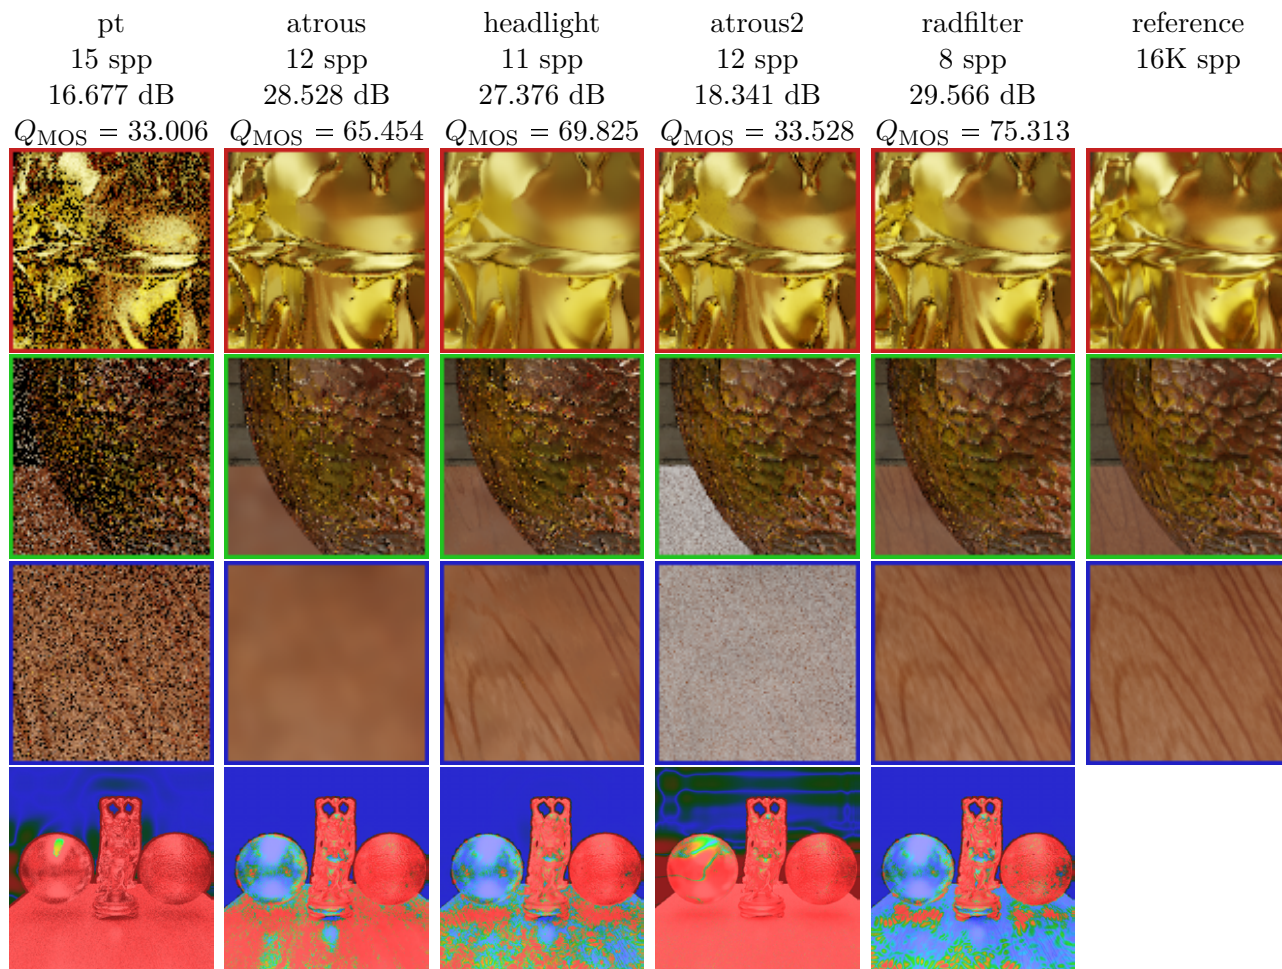 pt atrous headlight atrous2 radfilter reference
15 spp 12 spp 11 spp 12 spp 8 spp 16K spp
16.677 dB 28.528 dB 27.376 dB 18.341 dB 29.566 dB
Q_MOS = 33.006 Q_MOS = 65.454 Q_MOS = 69.825 Q_MOS = 33.528 Q_MOS = 75.313